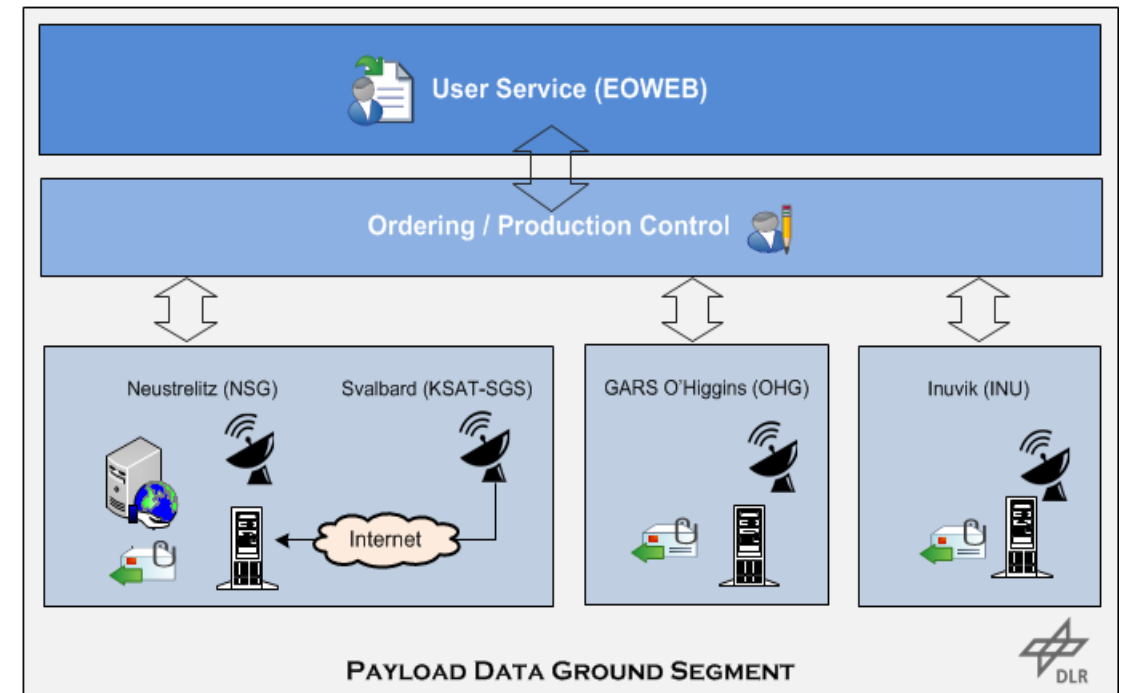 User Service (EOWEB)
Ordering / Production Control
Neustrelitz (NSG)
Svalbard (KSAT-SGS)
GARS O'Higgins (OHG)
Inuvik (INU)
Internet
PAYLOAD DATA GROUND SEGMENT
DLR